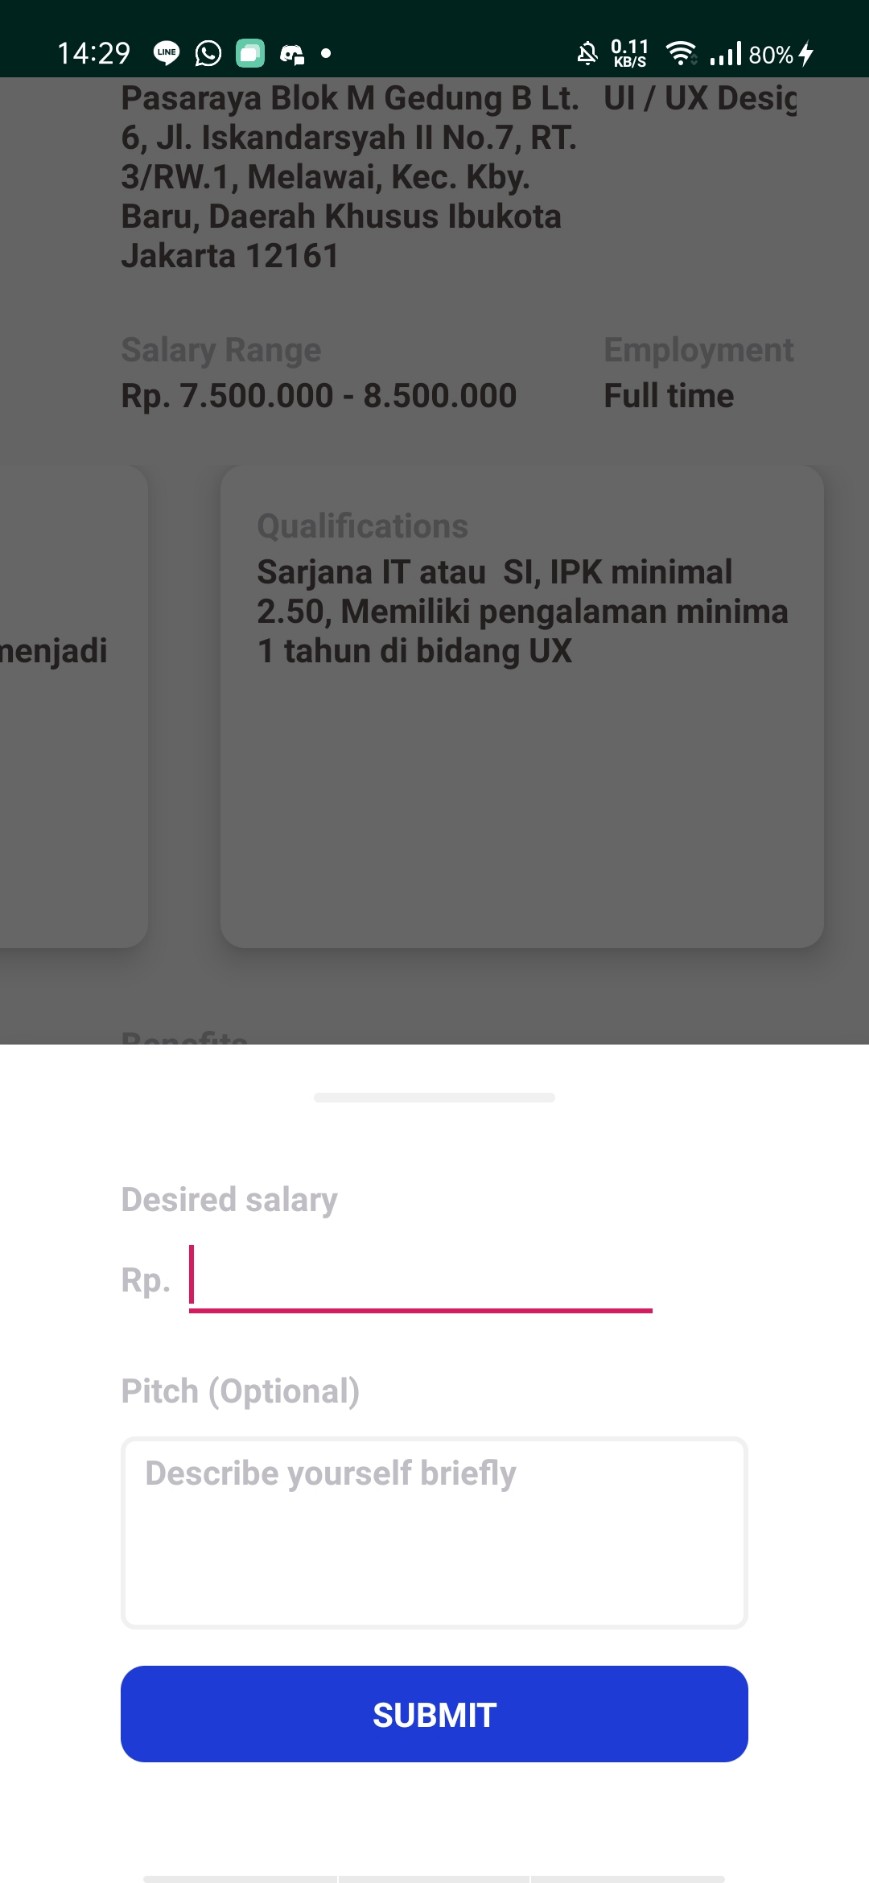 14:29
LINE
0.11
KB/S
80%
Pasaraya Blok M Gedung B Lt.
6, Jl. Iskandarsyah II No.7, RT.
3/RW.1, Melawai, Kec. Kby.
Baru, Daerah Khusus Ibukota
Jakarta 12161
UI / UX Desig
Salary Range
Rp. 7.500.000 - 8.500.000
Employment
Full time
menjadi
Qualifications
Sarjana IT atau  SI, IPK minimal
2.50, Memiliki pengalaman minima
1 tahun di bidang UX
Benefits
Desired salary
Rp.
Pitch (Optional)
Describe yourself briefly
SUBMIT